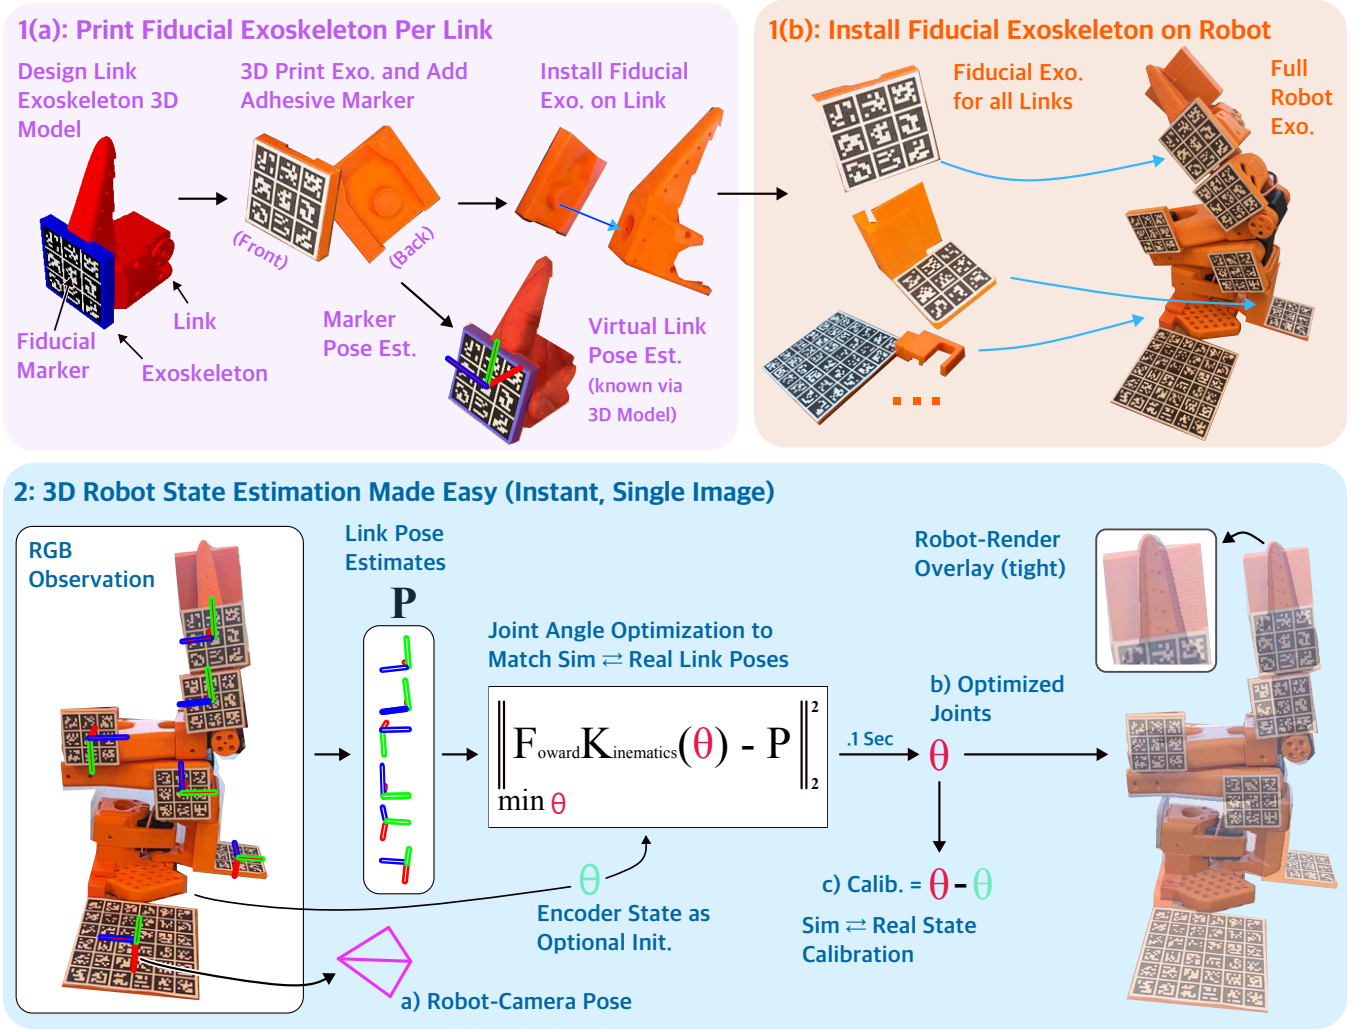 1(a): Print Fiducial Exoskeleton Per Link
Design Link
Exoskeleton 3D
Model
3D Print Exo. and Add
Adhesive Marker
Install Fiducial
Exo. on Link
(Front)
(Back)
Fiducial
Marker
Link
Exoskeleton
Marker
Pose Est.
Virtual Link
Pose Est.
(known via
3D Model)
1(b): Install Fiducial Exoskeleton on Robot
Fiducial Exo.
for all Links
Full
Robot
Exo.
...
2: 3D Robot State Estimation Made Easy (Instant, Single Image)
RGB
Observation
Link Pose
Estimates
P
Joint Angle Optimization to
Match Sim ⇄ Real Link Poses
‖FowardKinematics(θ) - P‖²₂
min θ
θ
Encoder State as
Optional Init.
a) Robot-Camera Pose
.1 Sec
b) Optimized
Joints
θ
c) Calib. = θ - θ
Sim ⇄ Real State
Calibration
Robot-Render
Overlay (tight)